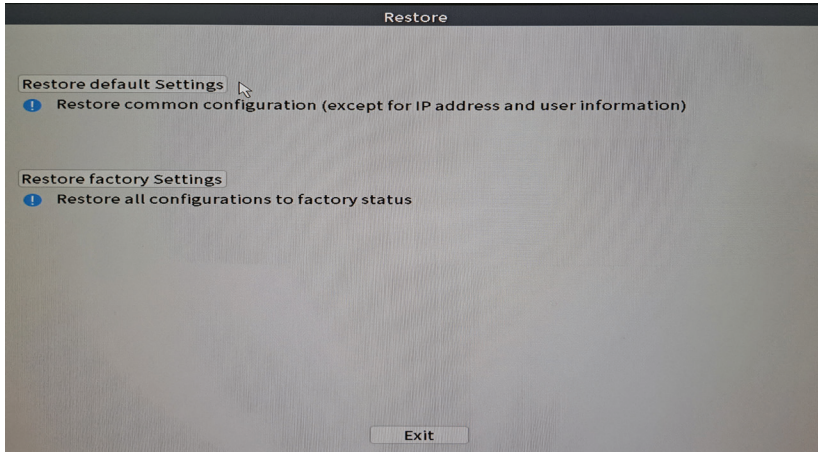 Restore
Restore default Settings
Restore common configuration (except for IP address and user information)
Restore factory Settings
Restore all configurations to factory status
Exit